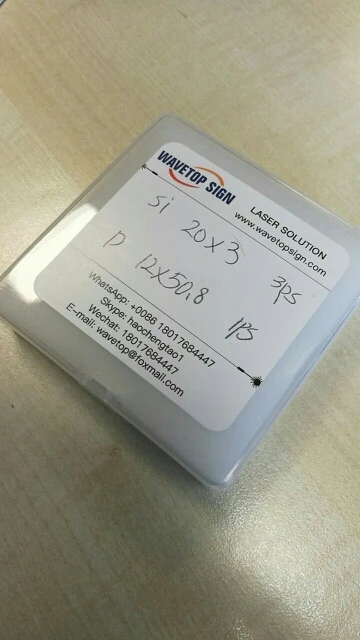 WAVETOP SIGN
LASER SOLUTION
www.wavetopsign.com
Si 20x3 3ps
D 12x50.8 1ps
WhatsApp: +0086 18017684447
Skype: haochengtao1
Wechat: 18017684447
E-mail: wavetop@foxmail.com